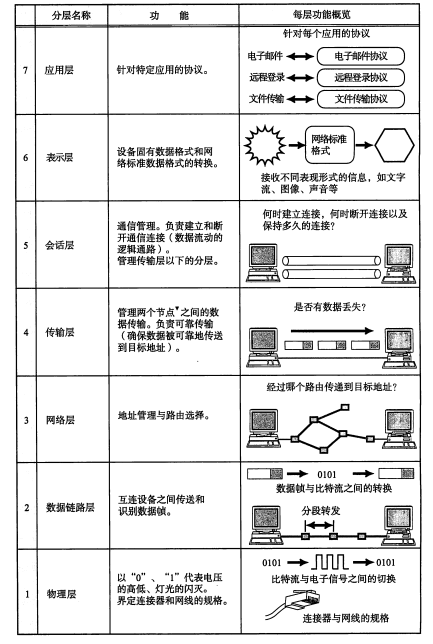 分层名称 功 能 每层功能概览
7 应用层 针对特定应用的协议。
针对每个应用的协议
电子邮件 电子邮件协议
远程登录 远程登录协议
文件传输 文件传输协议
6 表示层
设备固有数据格式和网
络标准数据格式的转换。
网络标准
格式
接收不同表现形式的信息，如文字
流、图像、声音等
5 会话层
通信管理。负责建立和断
开通信连接（数据流动的
逻辑通路）。
管理传输层以下的分层。
何时建立连接，何时断开连接以及
保持多久的连接？
4 传输层
管理两个节点▼之间的数
据传输。负责可靠传输
（确保数据被可靠地传送
到目标地址）。
是否有数据丢失？
3 网络层 地址管理与路由选择。
经过哪个路由传递到目标地址？
2 数据链路层
互连设备之间传送和
识别数据帧。
0101
数据帧与比特流之间的转换
分段转发
1 物理层
以“0”、“1”代表电压
的高低、灯光的闪灭。
界定连接器和网线的规格。
0101 0101
比特流与电子信号之间的切换
连接器与网线的规格